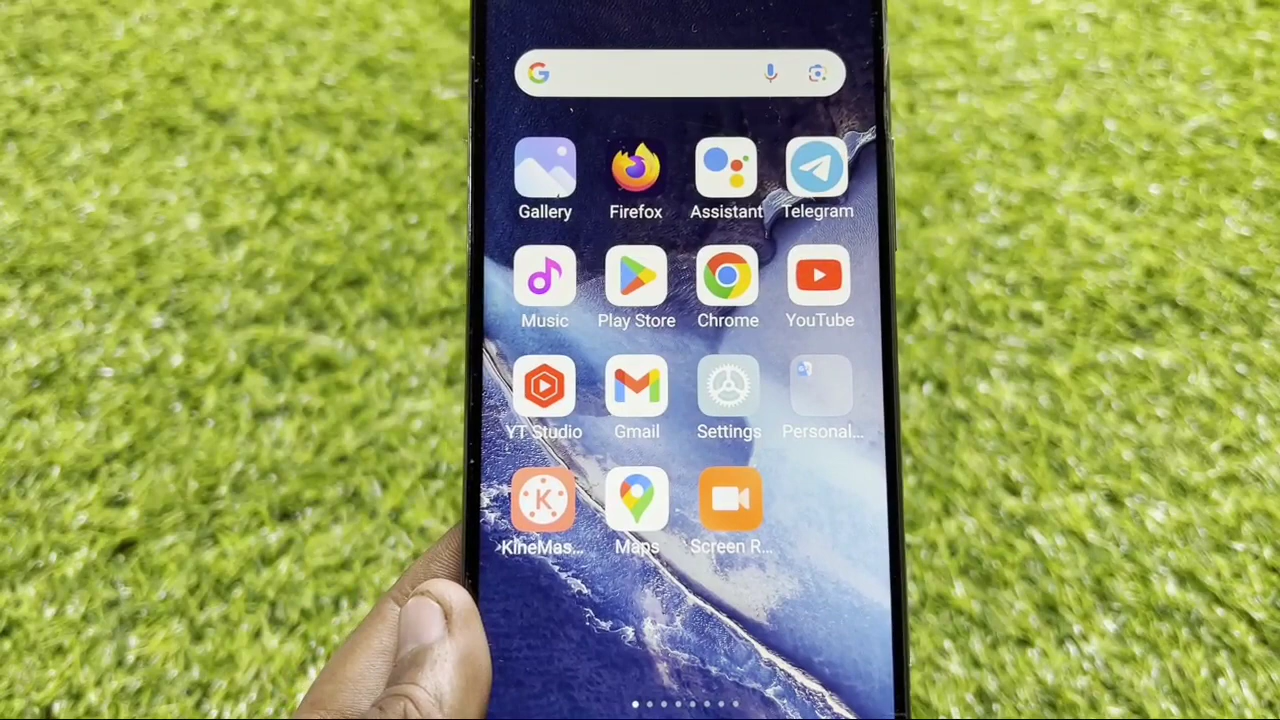 Gallery Firefox Assistant Telegram
Music Play Store Chrome YouTube
YT Studio Gmail Settings Personal...
KineMas... Maps Screen R...